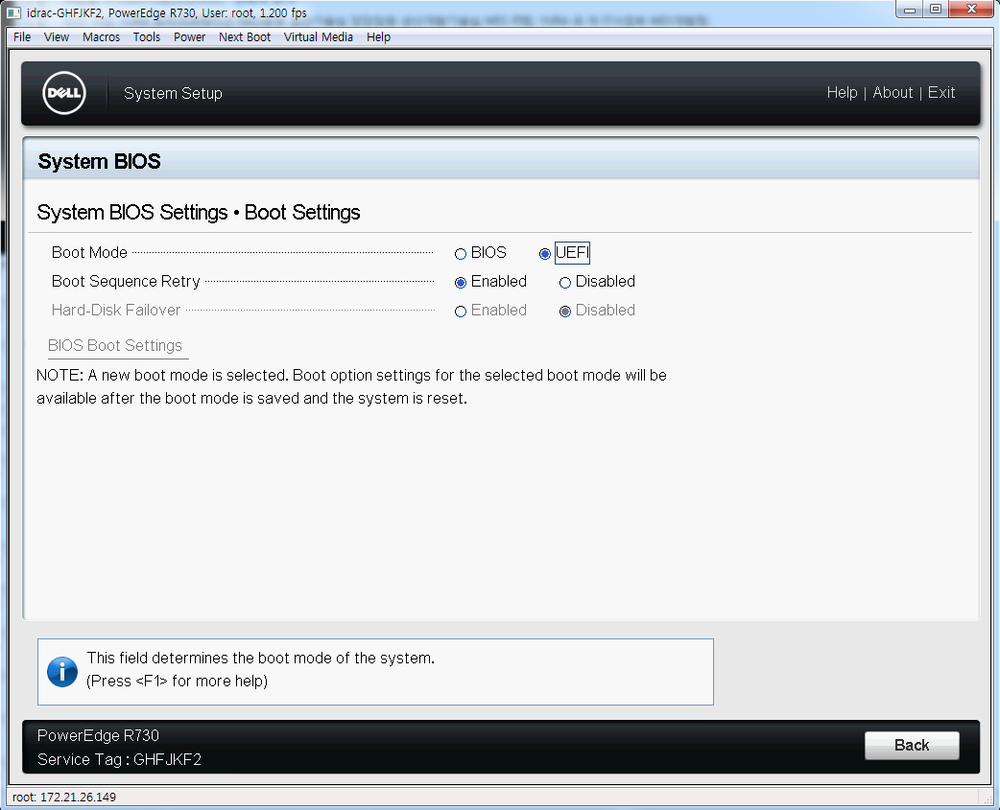 idrac-GHFJKF2, PowerEdge R730, User: root, 1.200 fps
File View Macros Tools Power Next Boot Virtual Media Help
DELL System Setup Help | About | Exit
System BIOS
System BIOS Settings • Boot Settings
Boot Mode BIOS UEFI
Boot Sequence Retry Enabled Disabled
Hard-Disk Failover Enabled Disabled
BIOS Boot Settings
NOTE: A new boot mode is selected. Boot option settings for the selected boot mode will be
available after the boot mode is saved and the system is reset.
This field determines the boot mode of the system.
(Press <F1> for more help)
PowerEdge R730
Service Tag : GHFJKF2
Back
root: 172.21.26.149